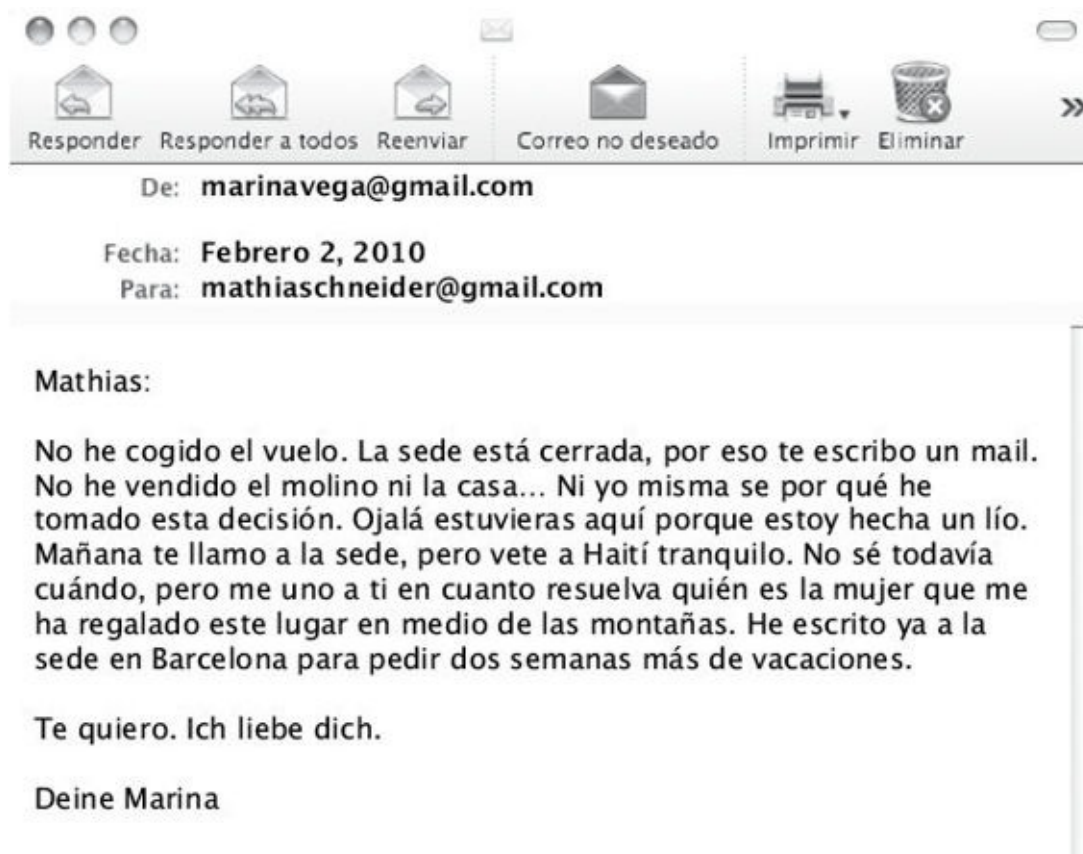 Responder Responder a todos Reenviar Correo no deseado Imprimir Eliminar
De: marinavega@gmail.com
Fecha: Febrero 2, 2010
Para: mathiaschneider@gmail.com
Mathias:
No he cogido el vuelo. La sede está cerrada, por eso te escribo un mail.
No he vendido el molino ni la casa... Ni yo misma se por qué he
tomado esta decisión. Ojalá estuvieras aquí porque estoy hecha un lío.
Mañana te llamo a la sede, pero vete a Haití tranquilo. No sé todavía
cuándo, pero me uno a ti en cuanto resuelva quién es la mujer que me
ha regalado este lugar en medio de las montañas. He escrito ya a la
sede en Barcelona para pedir dos semanas más de vacaciones.
Te quiero. Ich liebe dich.
Deine Marina